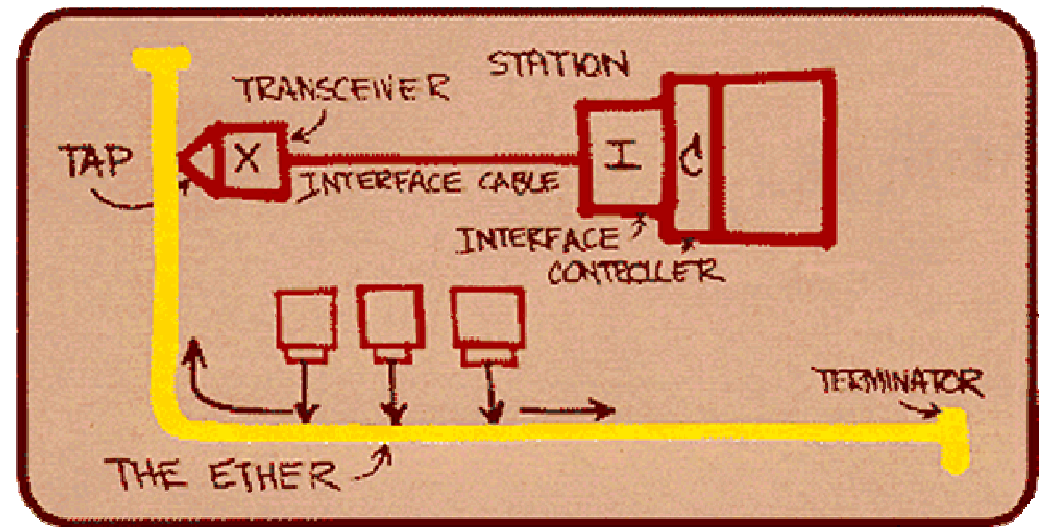 STATION
TRANSCEIVER
TAP
X
I
C
INTERFACE CABLE
INTERFACE
CONTROLLER
TERMINATOR
THE ETHER